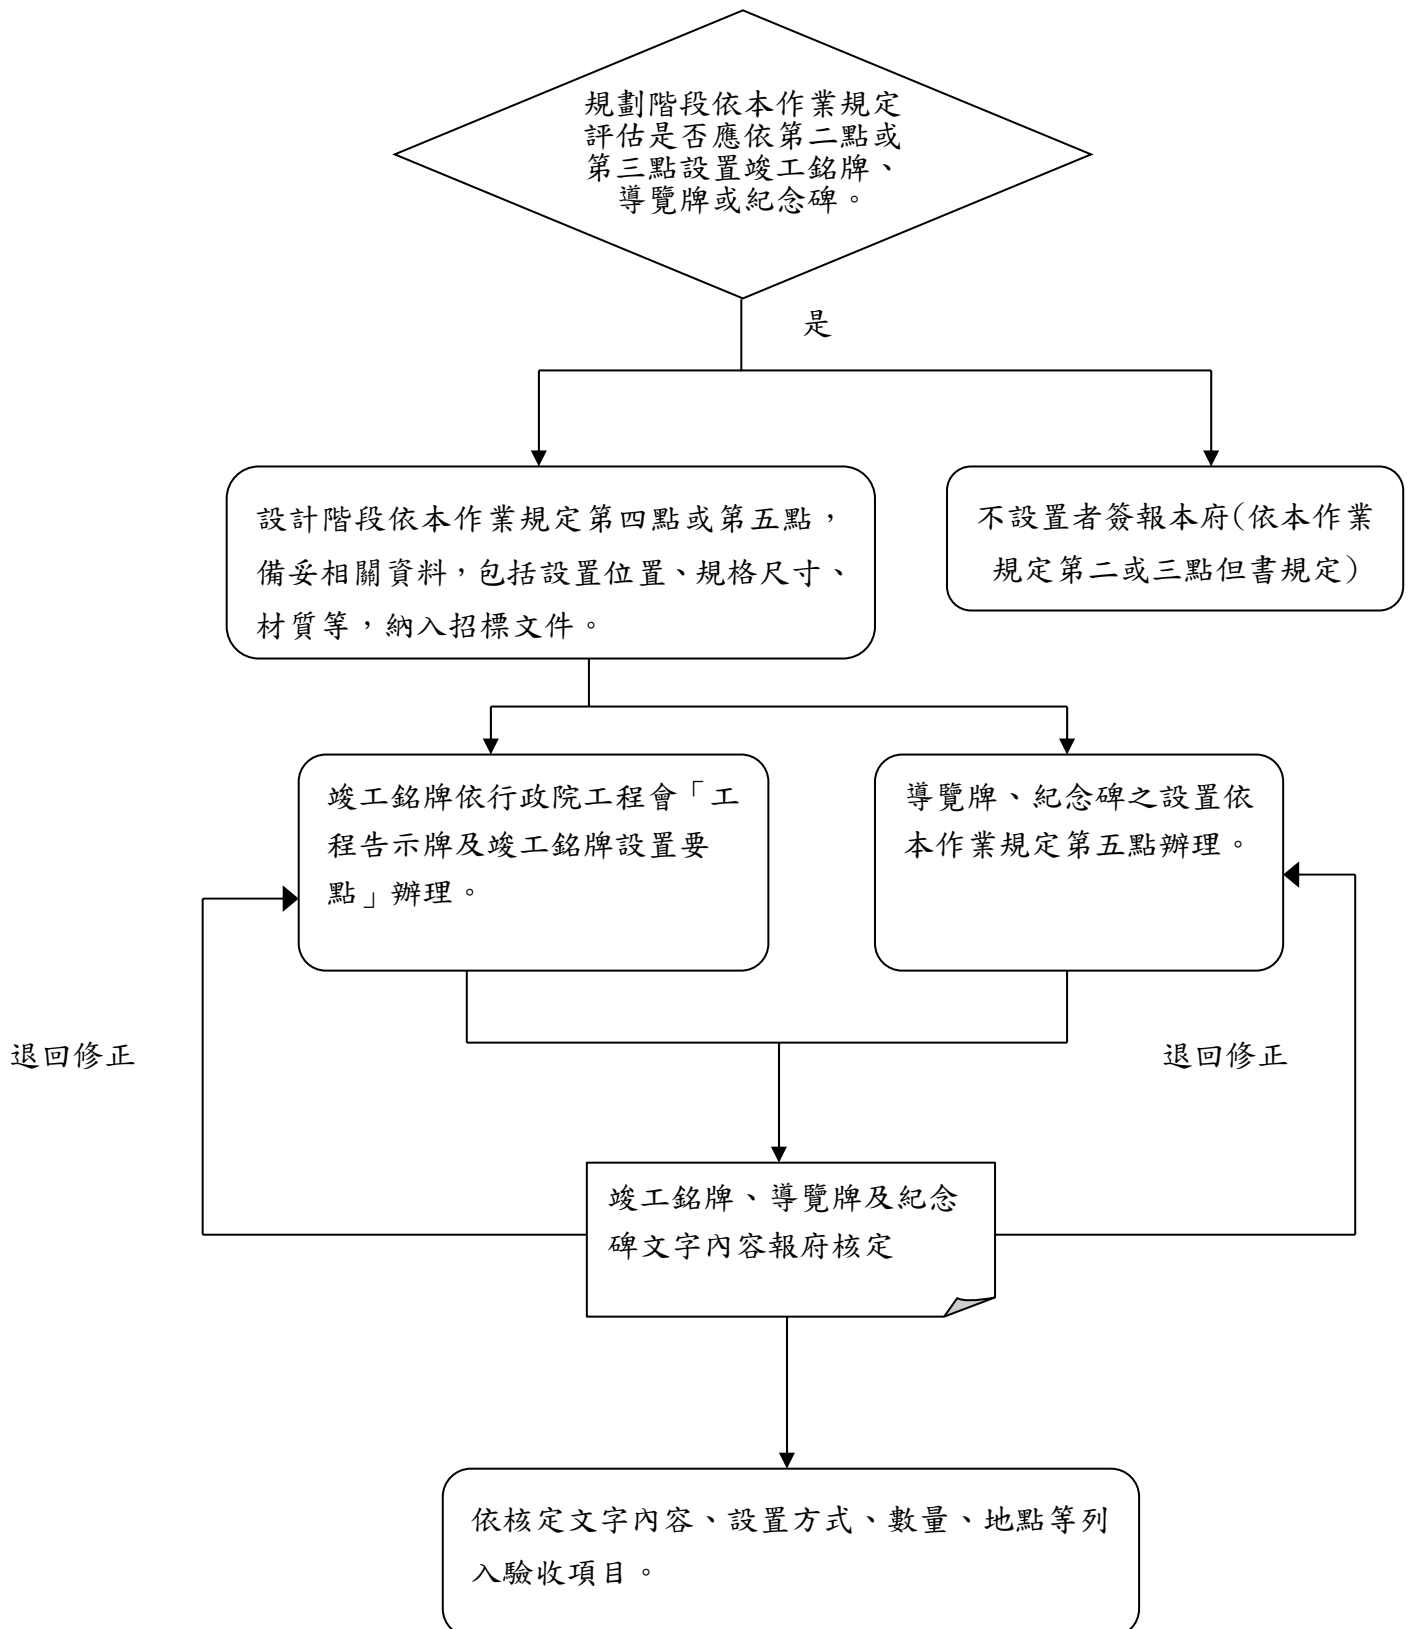 規劃階段依本作業規定
評估是否應依第二點或
第三點設置竣工銘牌、
導覽牌或紀念碑。
是
設計階段依本作業規定第四點或第五點，
備妥相關資料，包括設置位置、規格尺寸、
材質等，納入招標文件。
不設置者簽報本府(依本作業
規定第二或三點但書規定)
竣工銘牌依行政院工程會「工
程告示牌及竣工銘牌設置要
點」辦理。
導覽牌、紀念碑之設置依
本作業規定第五點辦理。
退回修正
退回修正
竣工銘牌、導覽牌及紀念
碑文字內容報府核定
依核定文字內容、設置方式、數量、地點等列
入驗收項目。